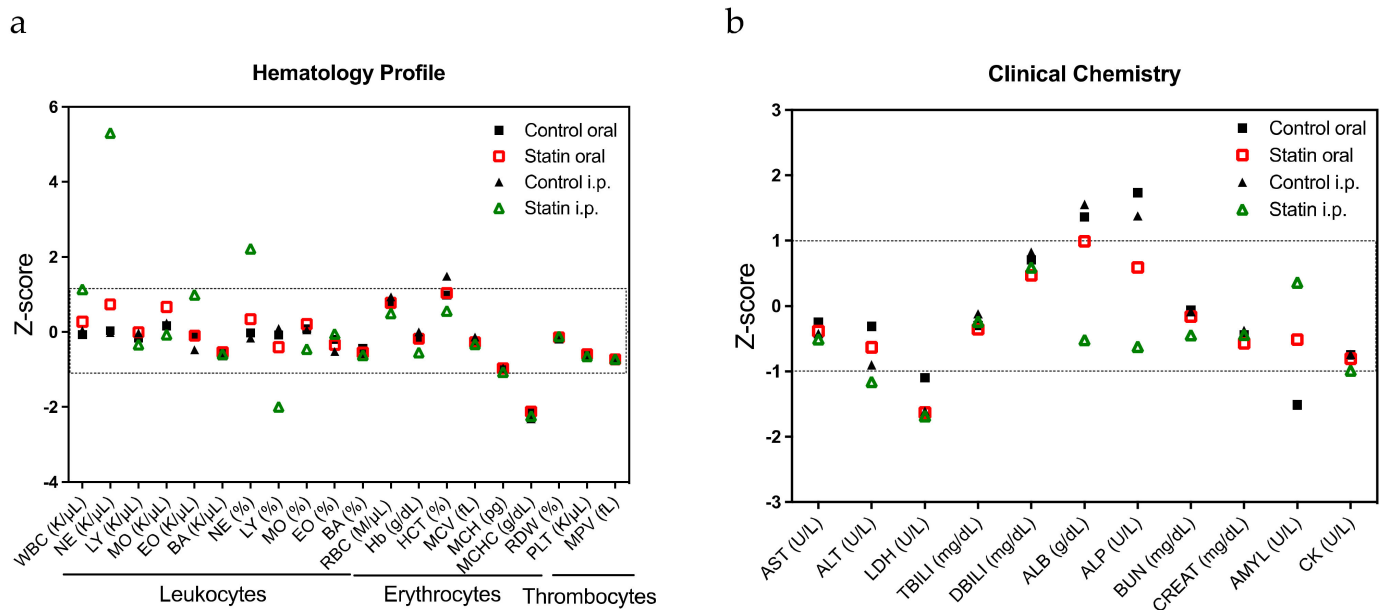 a
Hematology Profile
Z-score
6
4
2
0
-2
-4
Control oral
Statin oral
Control i.p.
Statin i.p.
WBC (K/µL)
NE (K/µL)
LY (K/µL)
MO (K/µL)
EO (K/µL)
BA (K/µL)
NE (%)
LY (%)
MO (%)
EO (%)
BA (%)
RBC (M/µL)
Hb (g/dL)
HCT (%)
MCV (fL)
MCH (pg)
MCHC (g/dL)
RDW (%)
PLT (K/µL)
MPV (fL)
Leukocytes
Erythrocytes
Thrombocytes
b
Clinical Chemistry
Z-score
3
2
1
0
-1
-2
-3
Control oral
Statin oral
Control i.p.
Statin i.p.
AST (U/L)
ALT (U/L)
LDH (U/L)
TBILI (mg/dL)
DBILI (mg/dL)
ALB (g/dL)
ALP (U/L)
BUN (mg/dL)
CREAT (mg/dL)
AMYL (U/L)
CK (U/L)